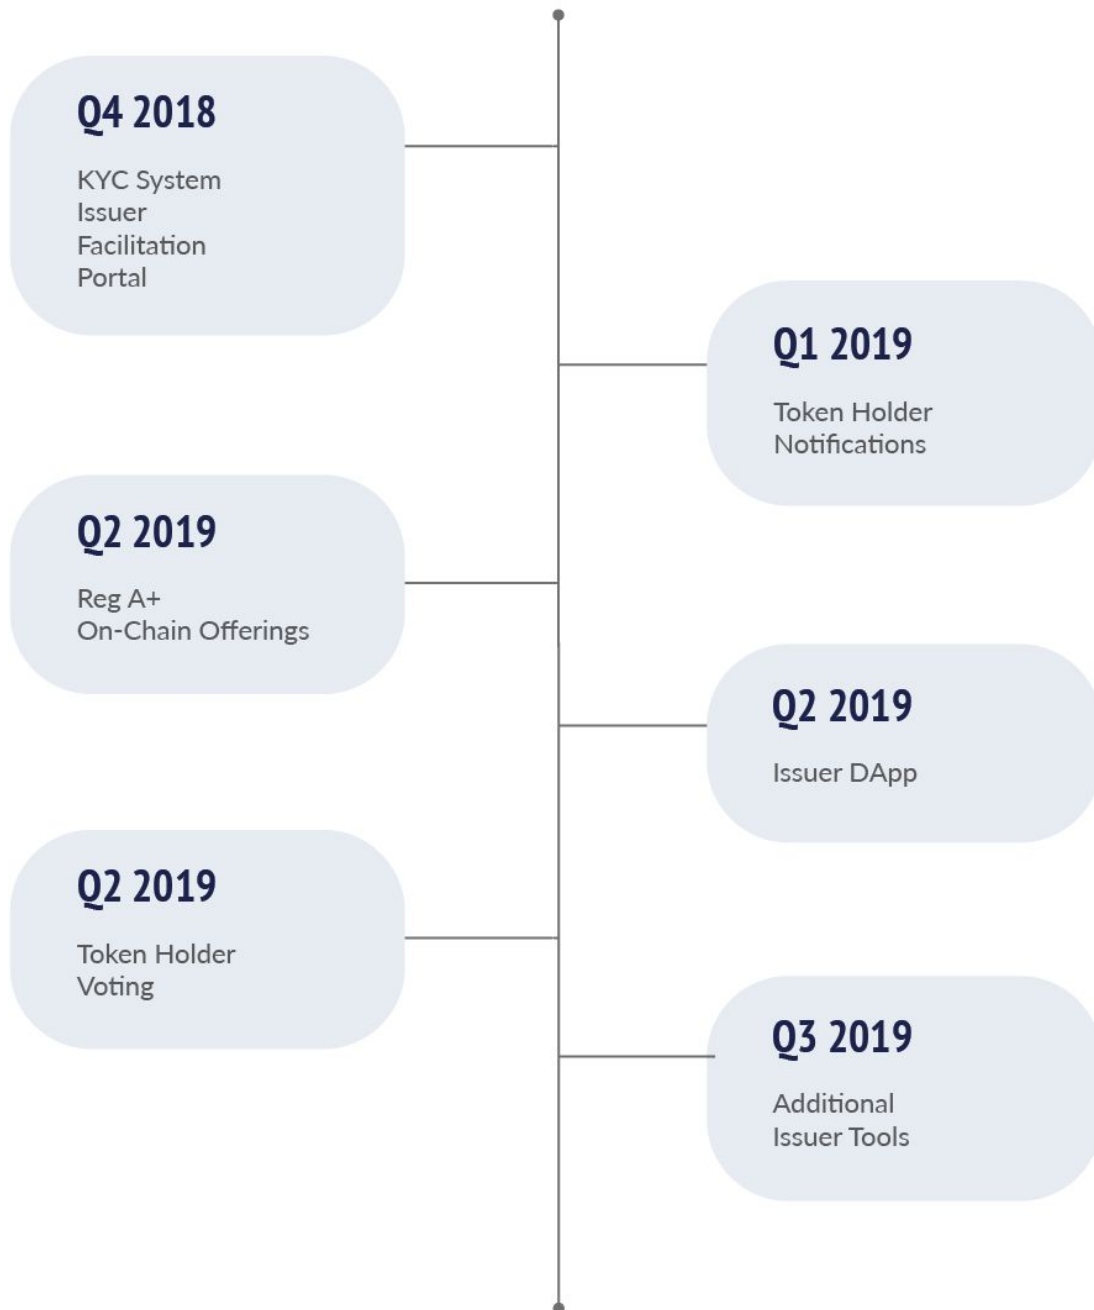 Q4 2018
KYC System
Issuer
Facilitation
Portal
Q1 2019
Token Holder
Notifications
Q2 2019
Reg A+
On-Chain Offerings
Q2 2019
Issuer DApp
Q2 2019
Token Holder
Voting
Q3 2019
Additional
Issuer Tools